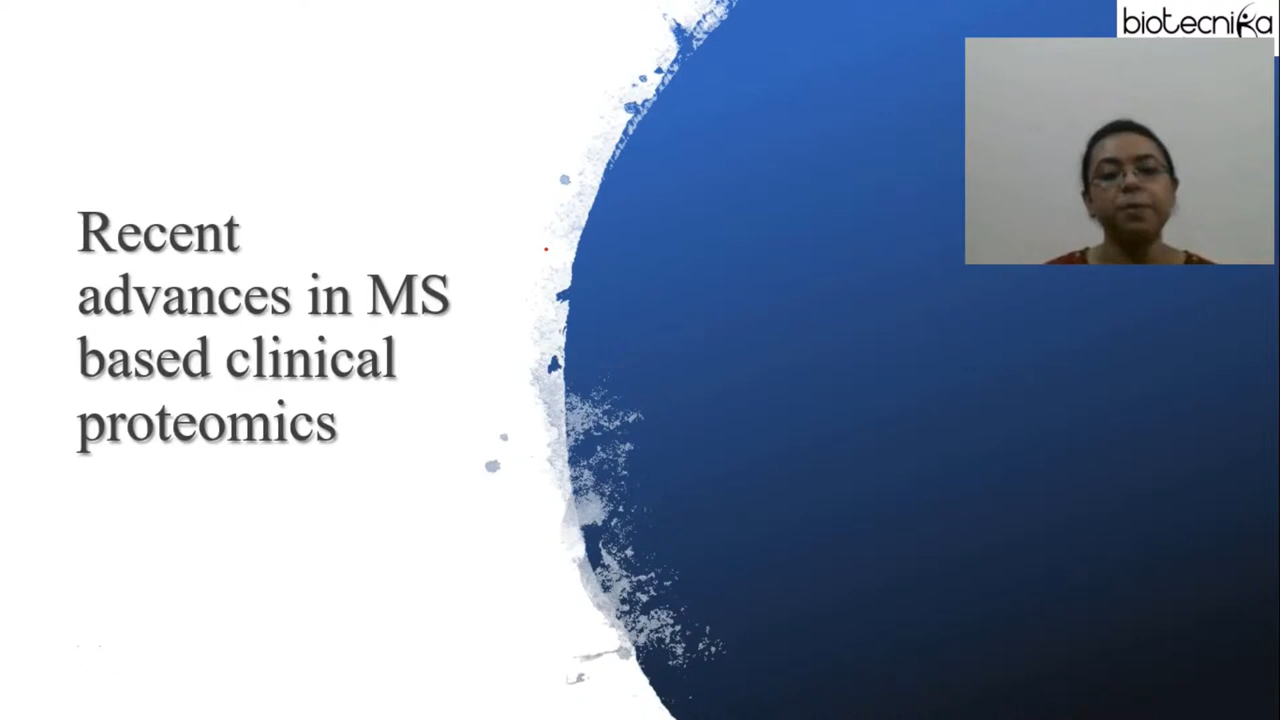 biotecnika
Recent
advances in MS
based clinical
proteomics